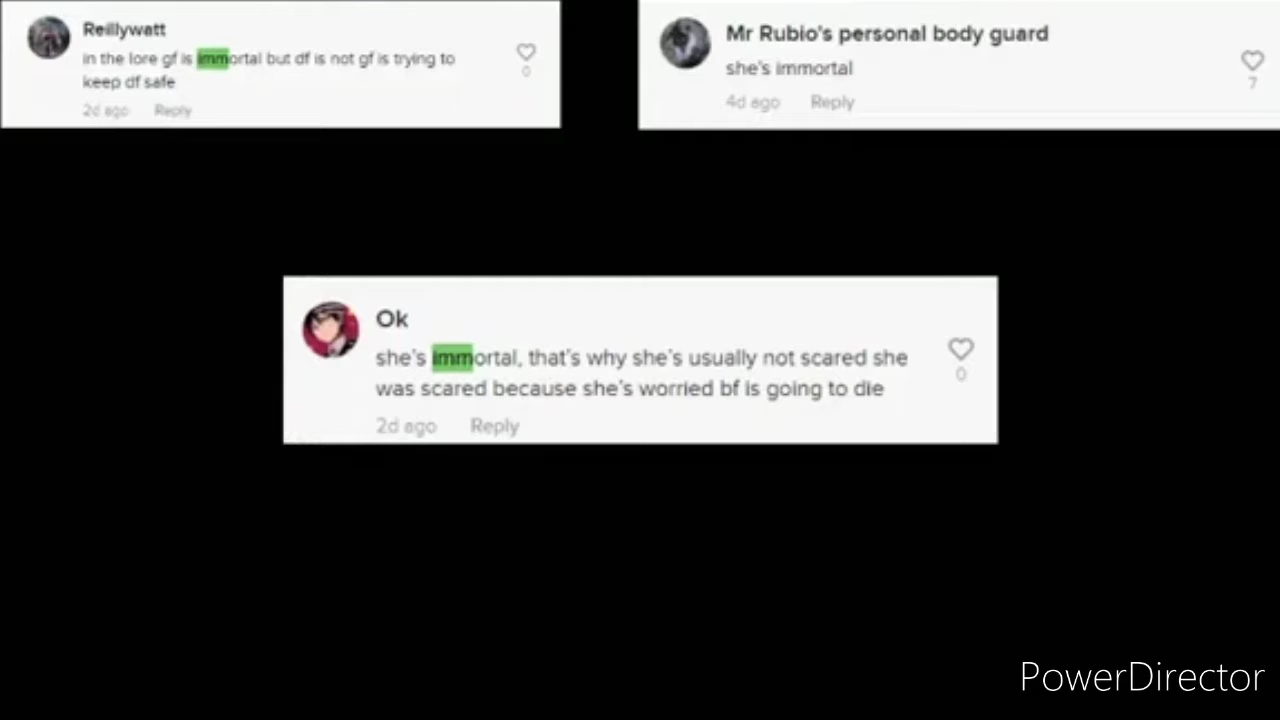 Reillywatt
in the lore gf is immortal but df is not gf is trying to
keep df safe
0
2d ago Reply
Mr Rubio's personal body guard
she's immortal
7
4d ago Reply
Ok
she's immortal, that's why she's usually not scared she
was scared because she's worried bf is going to die
0
2d ago Reply
PowerDirector